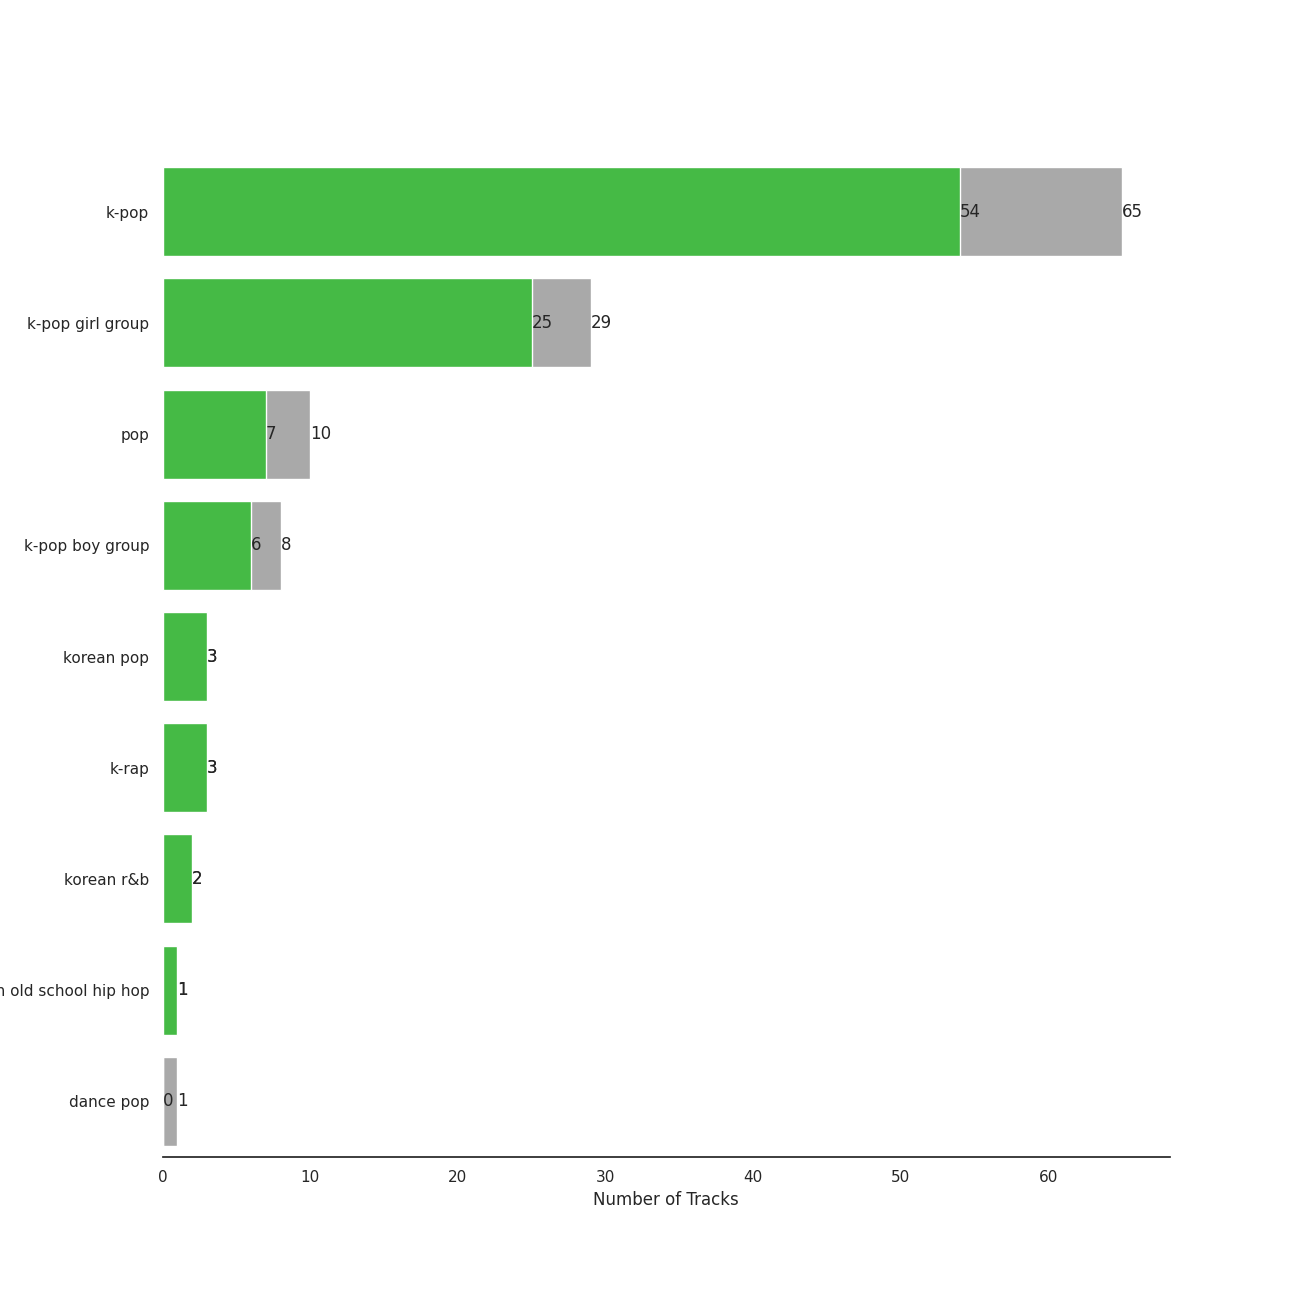 k-pop 54 65
k-pop girl group 25 29
pop 7 10
k-pop boy group 6 8
korean pop 3
k-rap 3
korean r&b 2
old school hip hop 1
dance pop 0 1
0 10 20 30 40 50 60
Number of Tracks